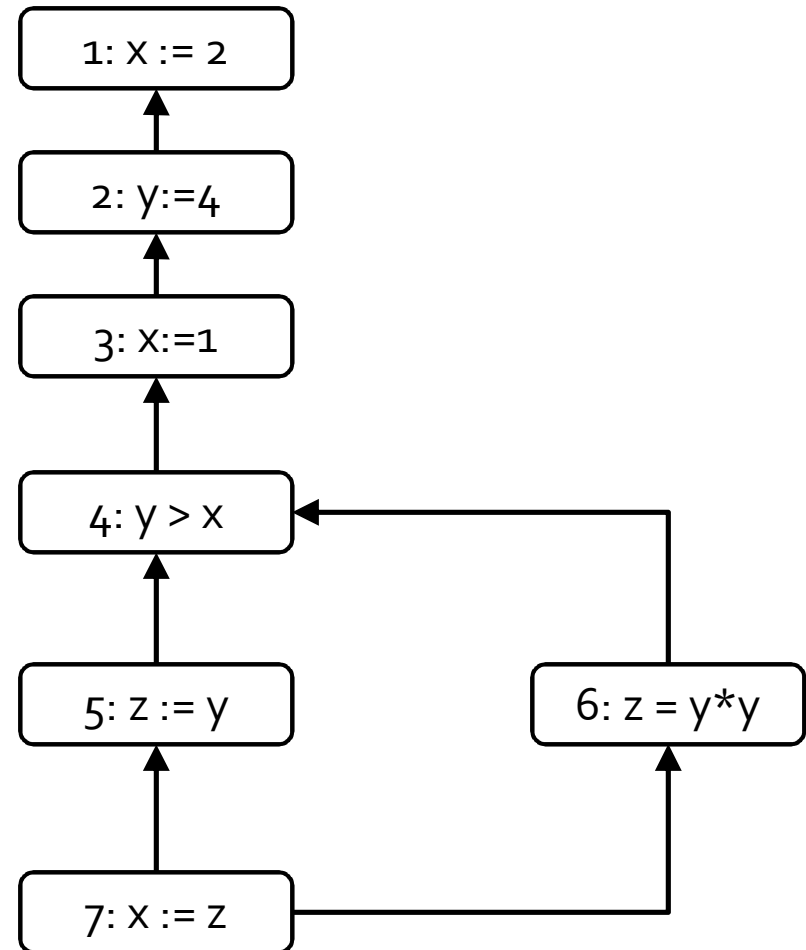 1: x := 2
2: y:=4
3: x:=1
4: y > x
5: z := y
6: z = y*y
7: x := z